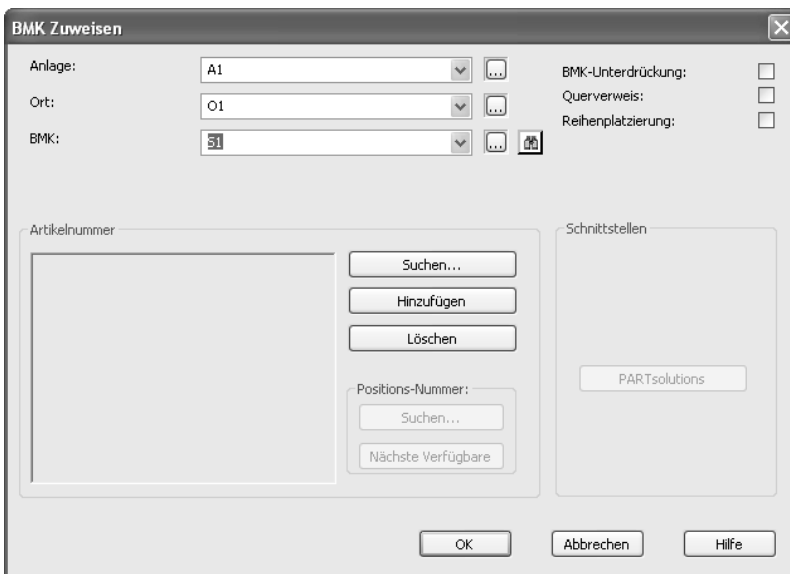 BMK Zuweisen
Anlage:
A1
...
BMK-Unterdrückung:
Ort:
O1
...
Querverweis:
Reihenplatzierung:
BMK:
S1
...
Artikelnummer
Schnittstellen
Suchen...
Hinzufügen
Löschen
PARTsolutions
Positions-Nummer:
Suchen...
Nächste Verfügbare
OK
Abbrechen
Hilfe